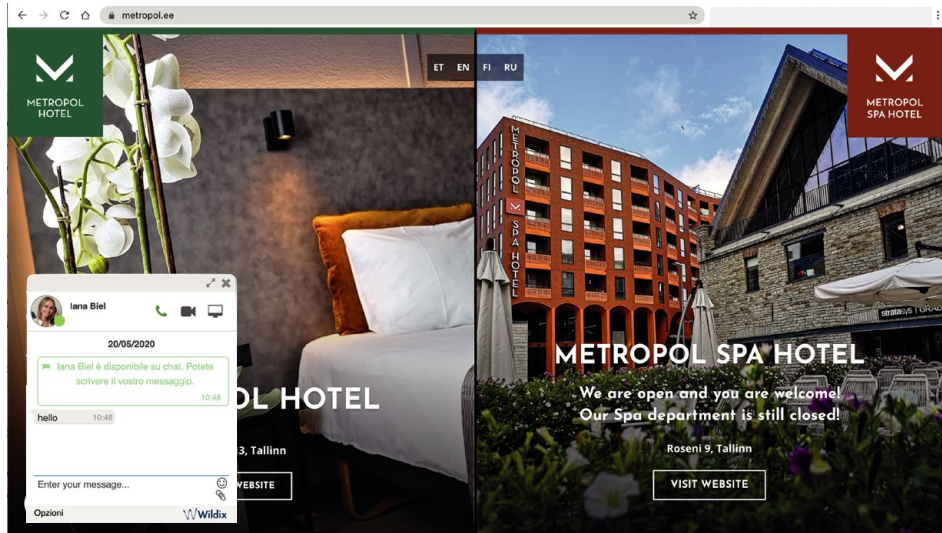 metropol.ee
METROPOL
HOTEL
ET EN FI RU
METROPOL
SPA HOTEL
METROPOL SPA HOTEL
stratasys | GRAB
Iana Biel
20/05/2020
Iana Biel è disponibile su chat. Potete
scrivere il vostro messaggio.
10:48
hello 10:48
Enter your message...
Opzioni Wildix
OL HOTEL
3, Tallinn
WEBSITE
METROPOL SPA HOTEL
We are open and you are welcome!
Our Spa department is still closed!
Roseni 9, Tallinn
VISIT WEBSITE